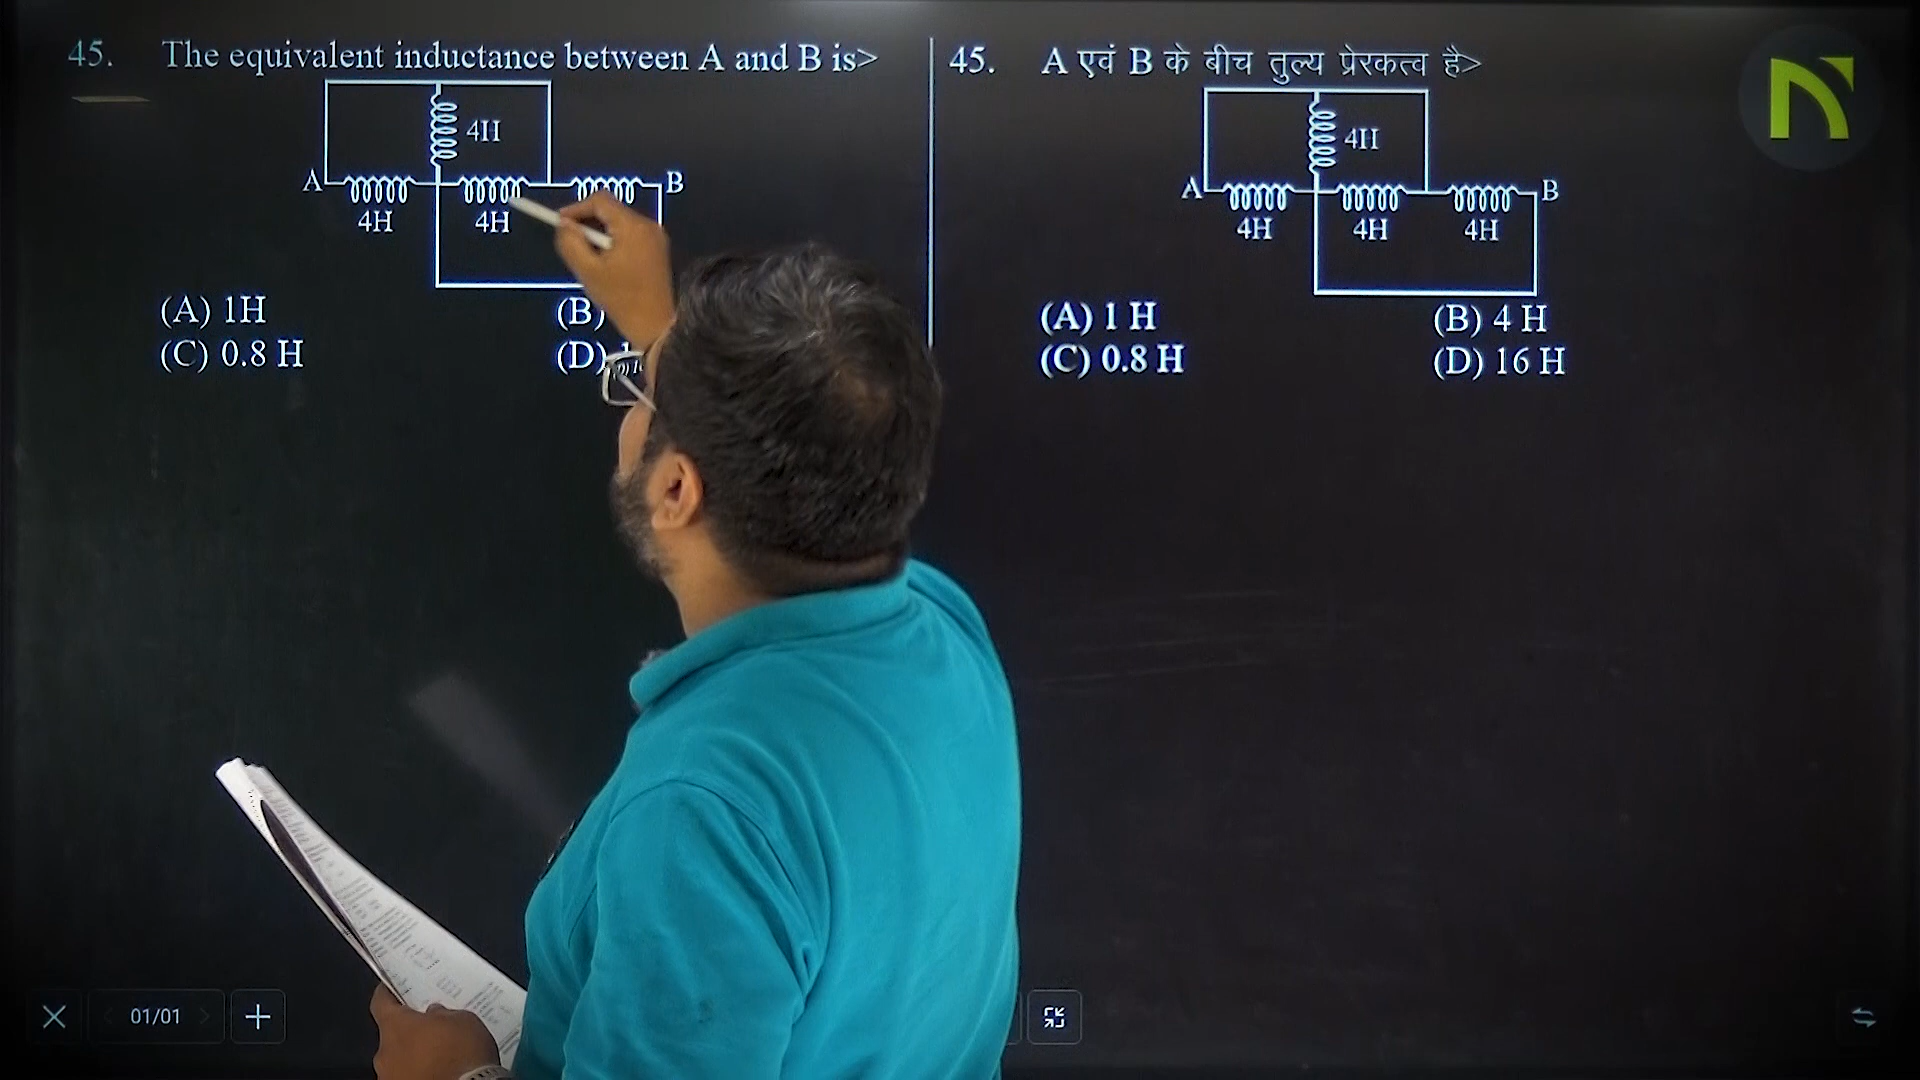 45. The equivalent inductance between A and B is>
4H
A B
4H 4H
(A) 1H (B)
(C) 0.8 H (D)
45. A एवं B के बीच तुल्य प्रेरकत्व है>
4H
A B
4H 4H 4H
(A) 1 H (B) 4 H
(C) 0.8 H (D) 16 H
01/01